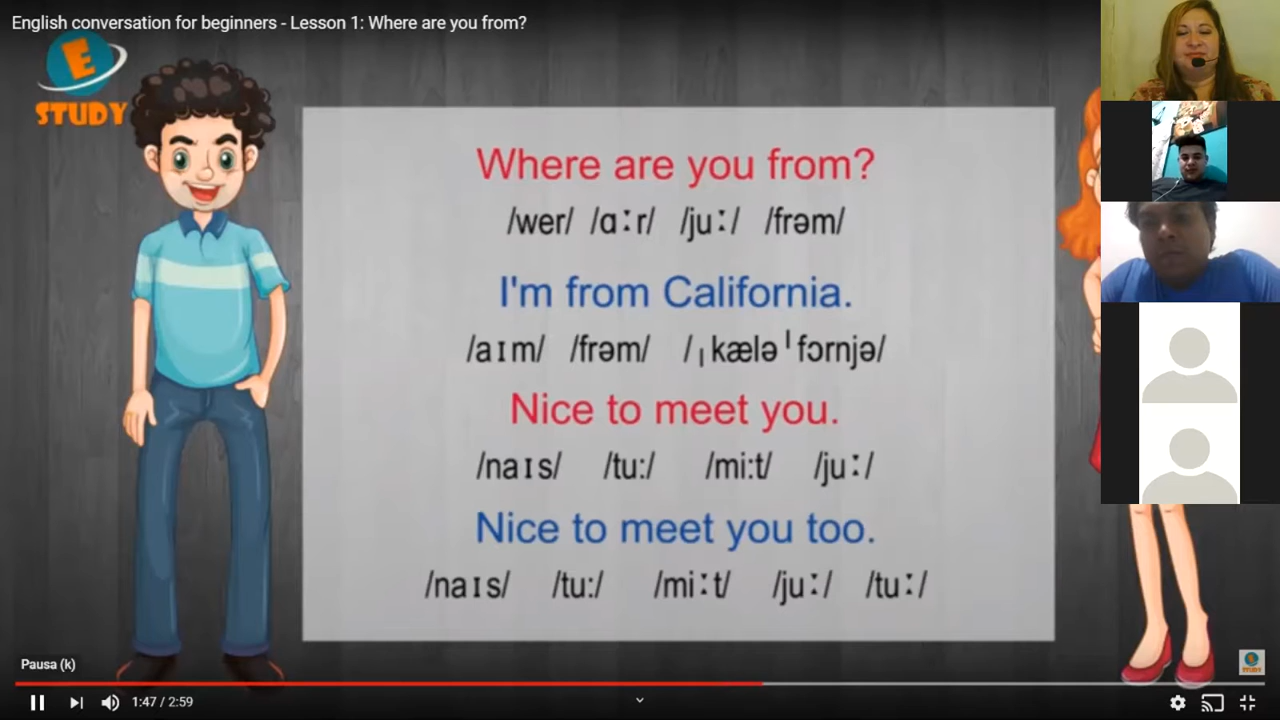 English conversation for beginners - Lesson 1: Where are you from?
E
STUDY
Where are you from?
/wer/ /ɑːr/ /juː/ /frəm/
I'm from California.
/aɪm/ /frəm/ /ˌkæləˈfɔrnjə/
Nice to meet you.
/naɪs/ /tu:/ /mi:t/ /juː/
Nice to meet you too.
/naɪs/ /tu:/ /miːt/ /juː/ /tuː/
Pausa (k)
E
STUDY
1:47 / 2:59